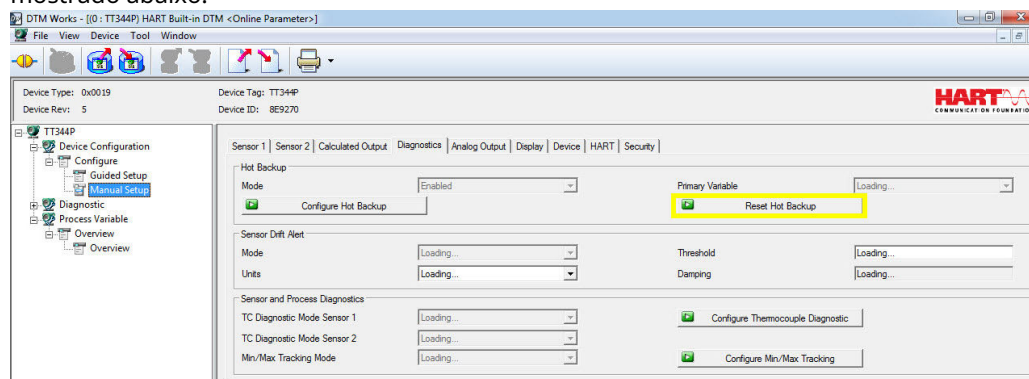 mostrado abaixo.
DTM Works - [(0 : TT344P) HART Built-in DTM <Online Parameter>]
File View Device Tool Window
Device Type: 0x0019 Device Tag: TT344P
Device Rev: 5 Device ID: 8E9270
HART
COMMUNICATION FOUNDATIO
TT344P
Device Configuration
Configure
Guided Setup
Manual Setup
Diagnostic
Process Variable
Overview
Overview
Sensor 1 Sensor 2 Calculated Output Diagnostics Analog Output Display Device HART Security
Hot Backup
Mode Enabled Primary Variable Loading...
Configure Hot Backup Reset Hot Backup
Sensor Drift Alert
Mode Loading... Threshold Loading...
Units Loading... Damping Loading...
Sensor and Process Diagnostics
TC Diagnostic Mode Sensor 1 Loading... Configure Thermocouple Diagnostic
TC Diagnostic Mode Sensor 2 Loading...
Min/Max Tracking Mode Loading... Configure Min/Max Tracking